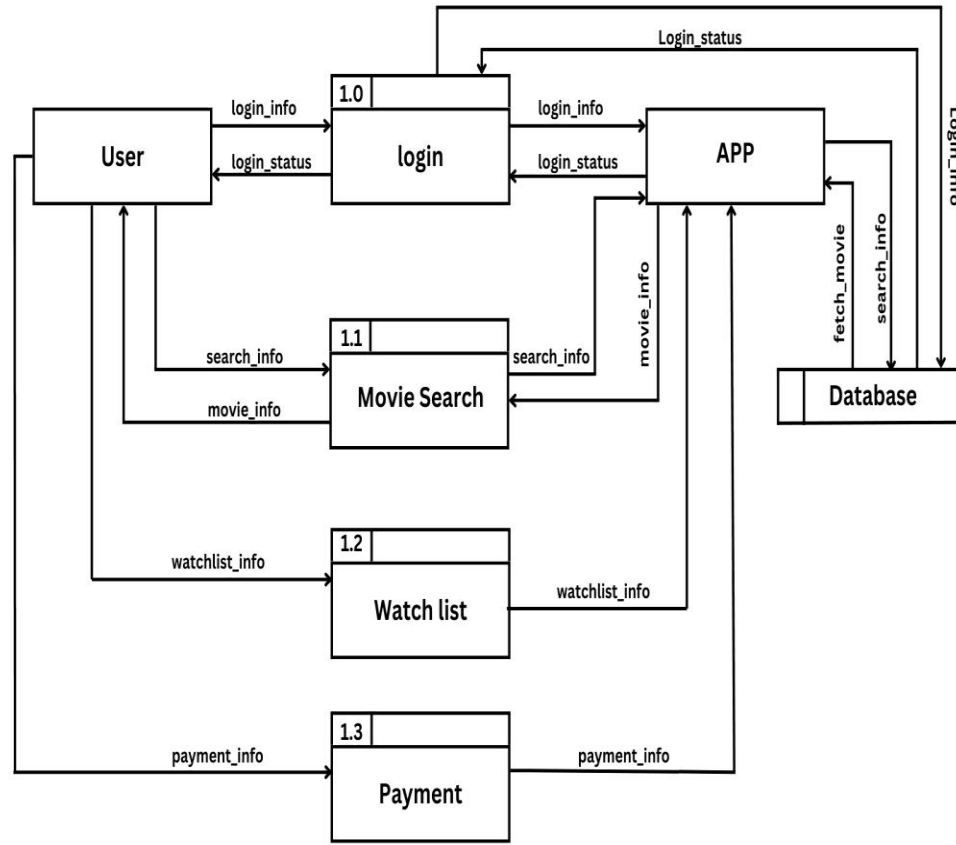 Login_status
1.0
login_info
login_info
Login_info
User
login
APP
login_status
login_status
fetch_movie
search_info
movie_info
1.1
search_info
search_info
Movie Search
movie_info
Database
1.2
watchlist_info
Watch list
watchlist_info
1.3
payment_info
payment_info
Payment